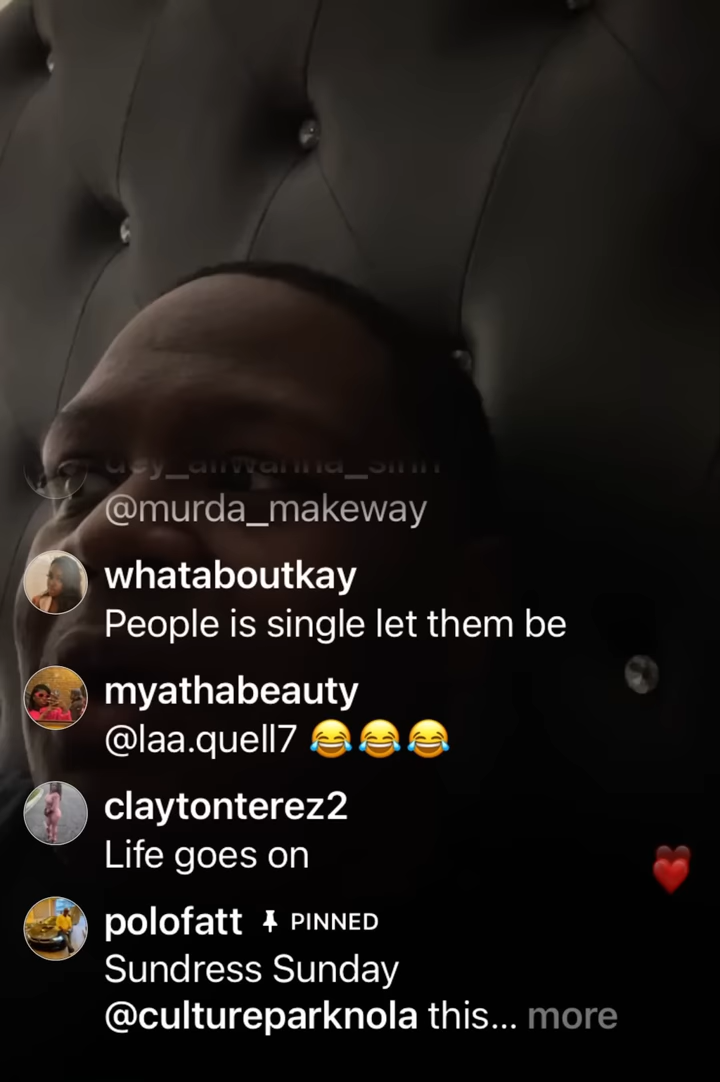 @murda_makeway
whataboutkay
People is single let them be
myathabeauty
@laa.quell7 😂😂😂
claytonterez2
Life goes on
polofatt PINNED
Sundress Sunday
@cultureparknola this... more